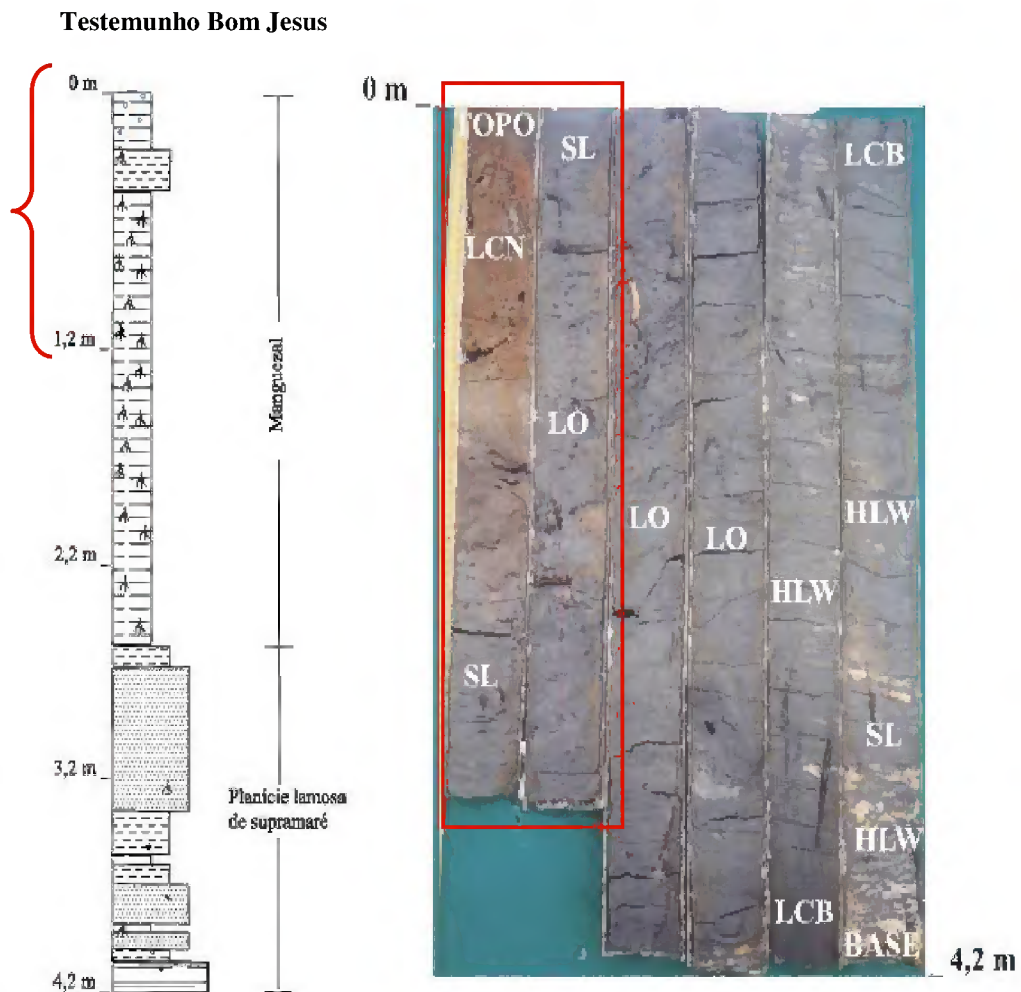 Testemunho Bom Jesus
0 m
1,2 m
2,2 m
3,2 m
4,2 m
Manguezal
Planície lamosa
de supramaré
0 m
TOPO
SL
LCB
LCN
LO
LO
LO
HLW
HLW
SL
SL
HLW
LCB
BASE
4,2 m